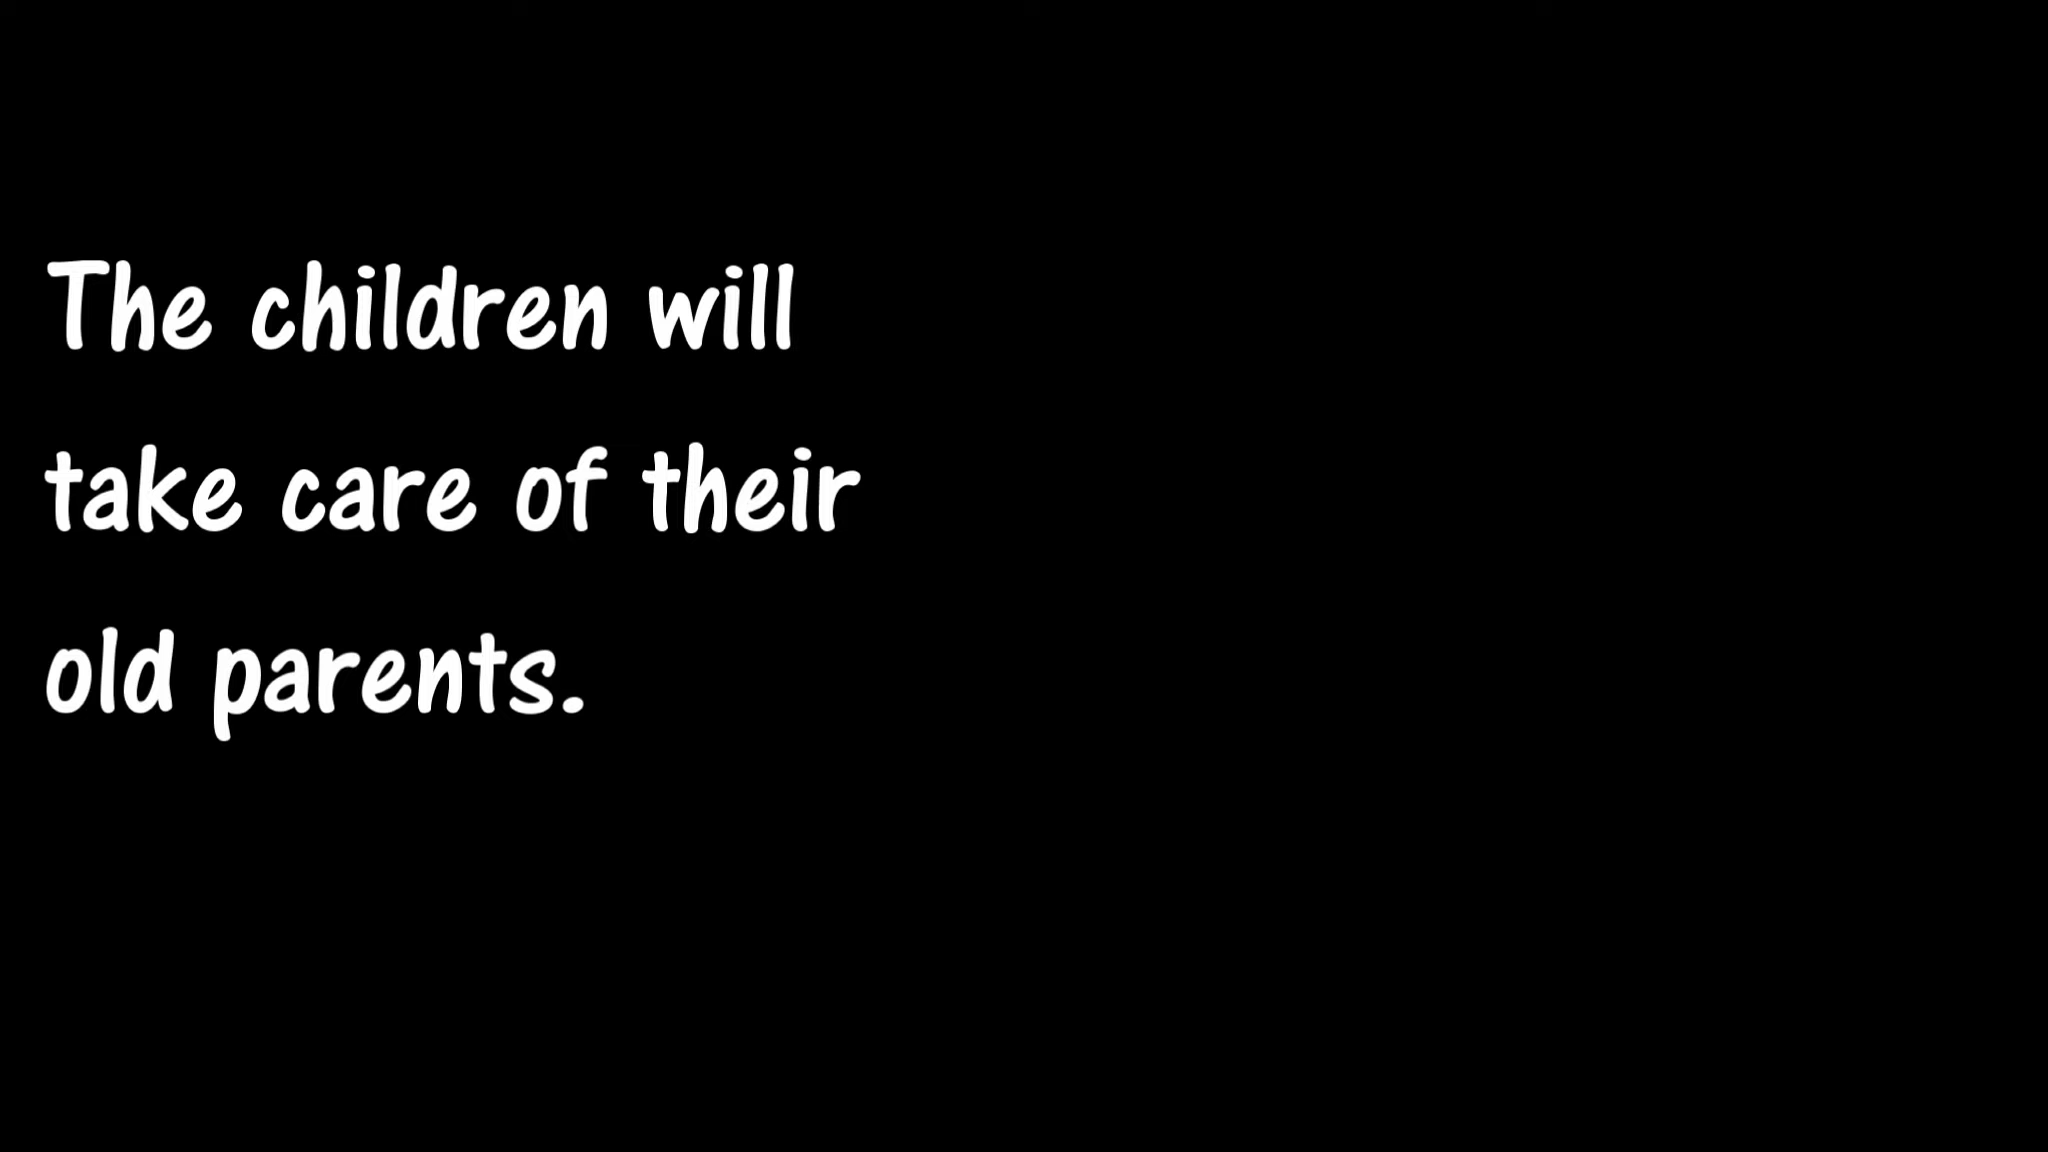 The children will
take care of their
old parents.